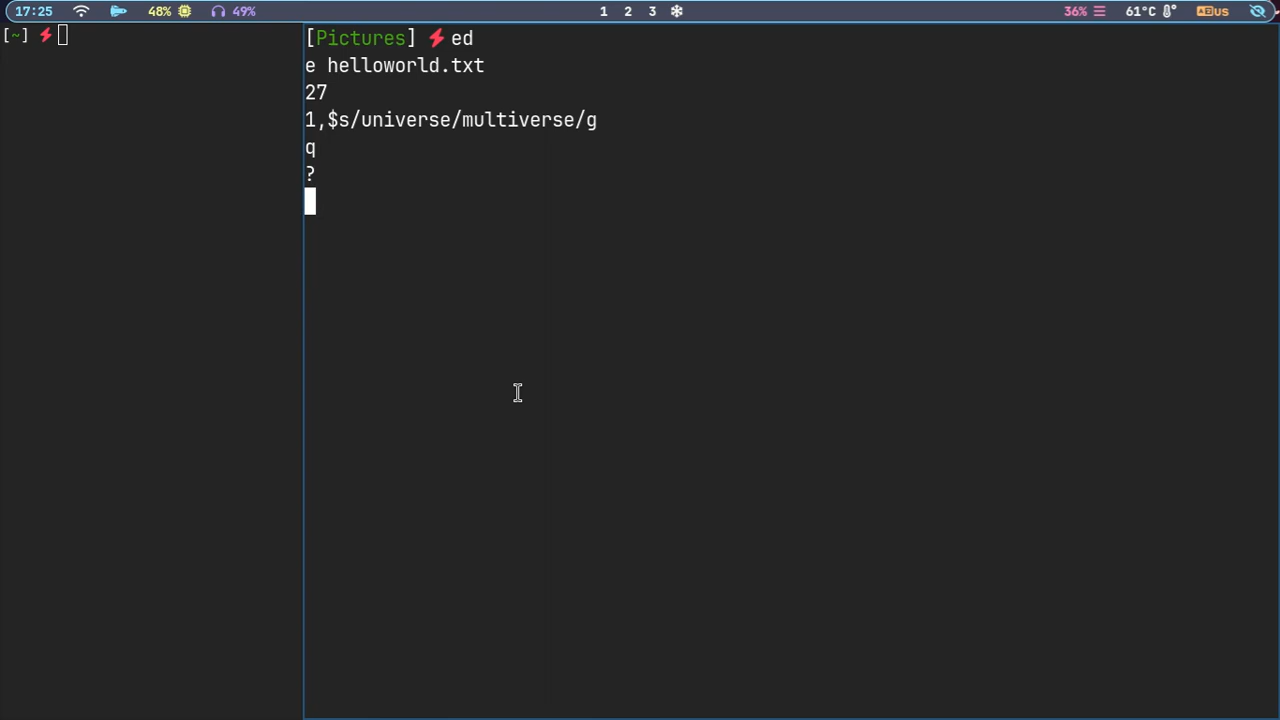 17:25 48% 49% 1 2 3 36% 61°C US
[~]
[Pictures] ed
e helloworld.txt
27
1,$s/universe/multiverse/g
q
?